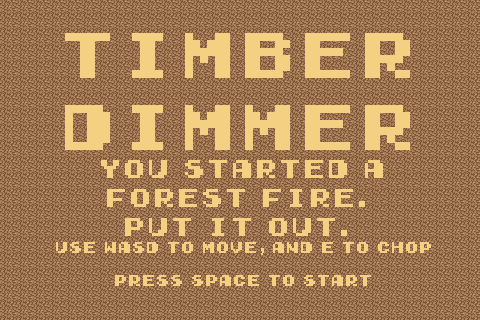 TIMBER
DIMMER
YOU STARTED A
FOREST FIRE.
PUT IT OUT.
USE WASD TO MOVE, AND E TO CHOP
PRESS SPACE TO START